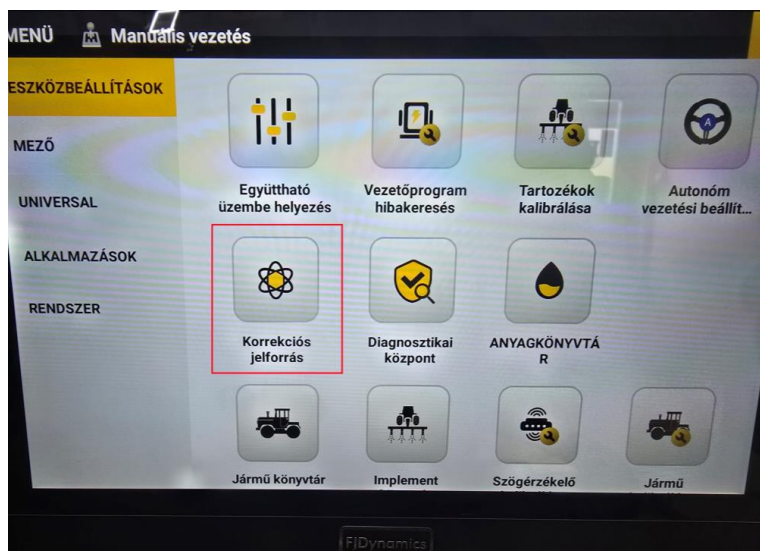 MENÜ Manuális vezetés
ESZKÖZBEÁLLÍTÁSOK
MEZŐ
UNIVERSAL
ALKALMAZÁSOK
RENDSZER
Együttható
üzembe helyezés
Vezetőprogram
hibakeresés
Tartozékok
kalibrálása
Autonóm
vezetési beállít...
Korrekciós
jelforrás
Diagnosztikai
központ
ANYAGKÖNYVTÁ
R
Jármű könyvtár
Implement
Szögérzékelő
Jármű
FJDynamics